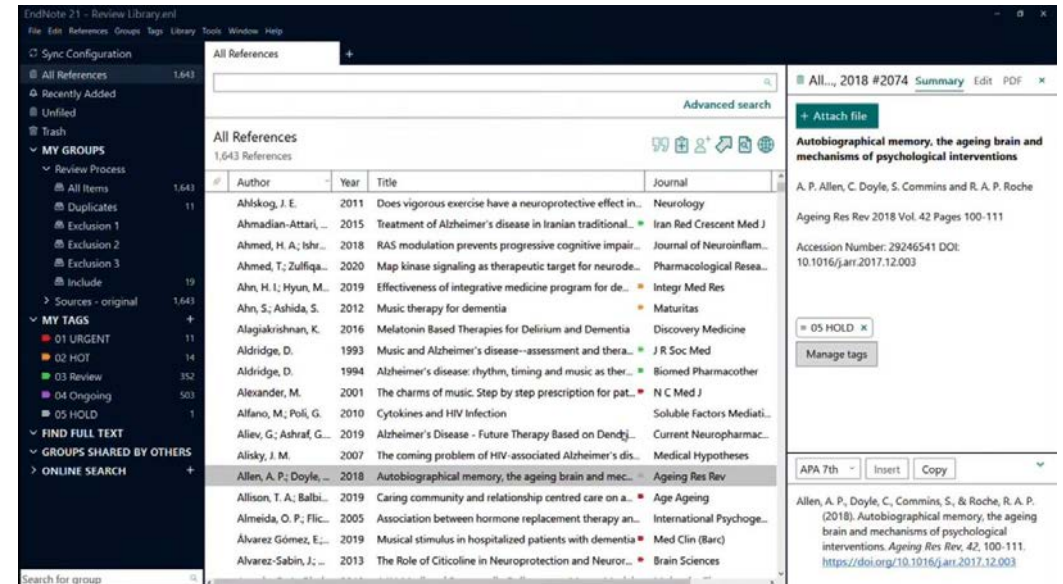 EndNote 21 - Review Library.enl
File Edit References Groups Tags Library Tools Window Help
Sync Configuration
All References 1,643
Recently Added
Unfiled
Trash
MY GROUPS
Review Process
All Items 1,643
Duplicates 11
Exclusion 1
Exclusion 2
Exclusion 3
Include 19
Sources - original 1,643
MY TAGS +
01 URGENT 11
02 HOT 14
03 Review 352
04 Ongoing 503
05 HOLD 1
FIND FULL TEXT
GROUPS SHARED BY OTHERS
ONLINE SEARCH +
Search for group
All References +
Advanced search
All References
1,643 References
Author Year Title Journal
Ahlskog, J. E. 2011 Does vigorous exercise have a neuroprotective effect in... Neurology
Ahmadian-Attari, ... 2015 Treatment of Alzheimer's disease in Iranian traditional... Iran Red Crescent Med J
Ahmed, H. A.; Ishr... 2018 RAS modulation prevents progressive cognitive impair... Journal of Neuroinflam...
Ahmed, T.; Zulfiqa... 2020 Map kinase signaling as therapeutic target for neurode... Pharmacological Resea...
Ahn, H. I.; Hyun, M... 2019 Effectiveness of integrative medicine program for de... Integr Med Res
Ahn, S.; Ashida, S. 2012 Music therapy for dementia Maturitas
Alagiakrishnan, K. 2016 Melatonin Based Therapies for Delirium and Dementia Discovery Medicine
Aldridge, D. 1993 Music and Alzheimer's disease--assessment and thera... J R Soc Med
Aldridge, D. 1994 Alzheimer's disease: rhythm, timing and music as ther... Biomed Pharmacother
Alexander, M. 2001 The charms of music. Step by step prescription for pat... N C Med J
Alfano, M.; Poli, G. 2010 Cytokines and HIV Infection Soluble Factors Mediati...
Aliev, G.; Ashraf, G... 2019 Alzheimer's Disease - Future Therapy Based on Dendri... Current Neuropharmac...
Alisky, J. M. 2007 The coming problem of HIV-associated Alzheimer's dis... Medical Hypotheses
Allen, A. P.; Doyle, ... 2018 Autobiographical memory, the ageing brain and mec... Ageing Res Rev
Allison, T. A.; Balbi... 2019 Caring community and relationship centred care on a... Age Ageing
Almeida, O. P.; Flic... 2005 Association between hormone replacement therapy an... International Psychoge...
Álvarez Gómez, E.;... 2019 Musical stimulus in hospitalized patients with dementia Med Clin (Barc)
Alvarez-Sabin, J.; ... 2013 The Role of Citicoline in Neuroprotection and Neuror... Brain Sciences
All..., 2018 #2074 Summary Edit PDF ×
+ Attach file
Autobiographical memory, the ageing brain and
mechanisms of psychological interventions
A. P. Allen, C. Doyle, S. Commins and R. A. P. Roche
Ageing Res Rev 2018 Vol. 42 Pages 100-111
Accession Number: 29246541 DOI:
10.1016/j.arr.2017.12.003
05 HOLD ×
Manage tags
APA 7th Insert Copy
Allen, A. P., Doyle, C., Commins, S., & Roche, R. A. P.
(2018). Autobiographical memory, the ageing
brain and mechanisms of psychological
interventions. Ageing Res Rev, 42, 100-111.
https://doi.org/10.1016/j.arr.2017.12.003